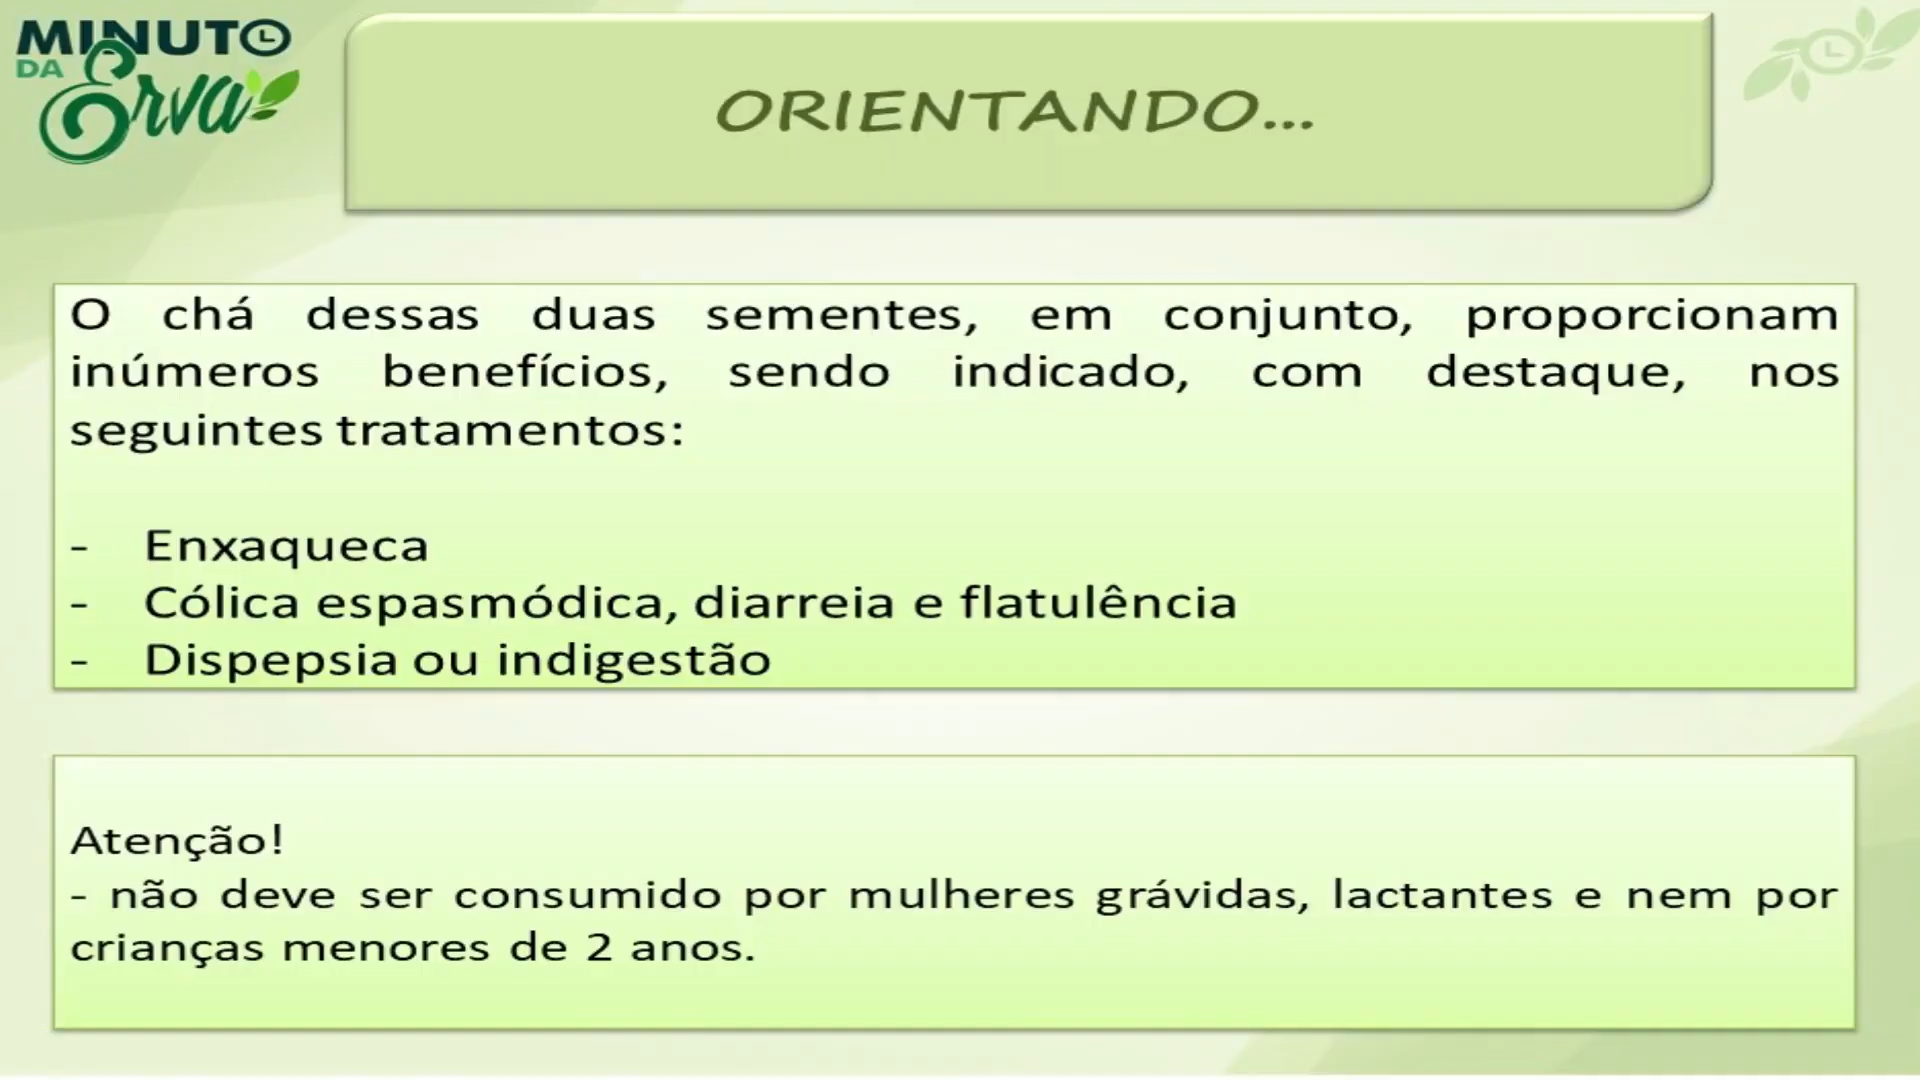 MINUTO
DA
Erva
ORIENTANDO...
O chá dessas duas sementes, em conjunto, proporcionam
inúmeros benefícios, sendo indicado, com destaque, nos
seguintes tratamentos:
- Enxaqueca
- Cólica espasmódica, diarreia e flatulência
- Dispepsia ou indigestão
Atenção!
- não deve ser consumido por mulheres grávidas, lactantes e nem por
crianças menores de 2 anos.